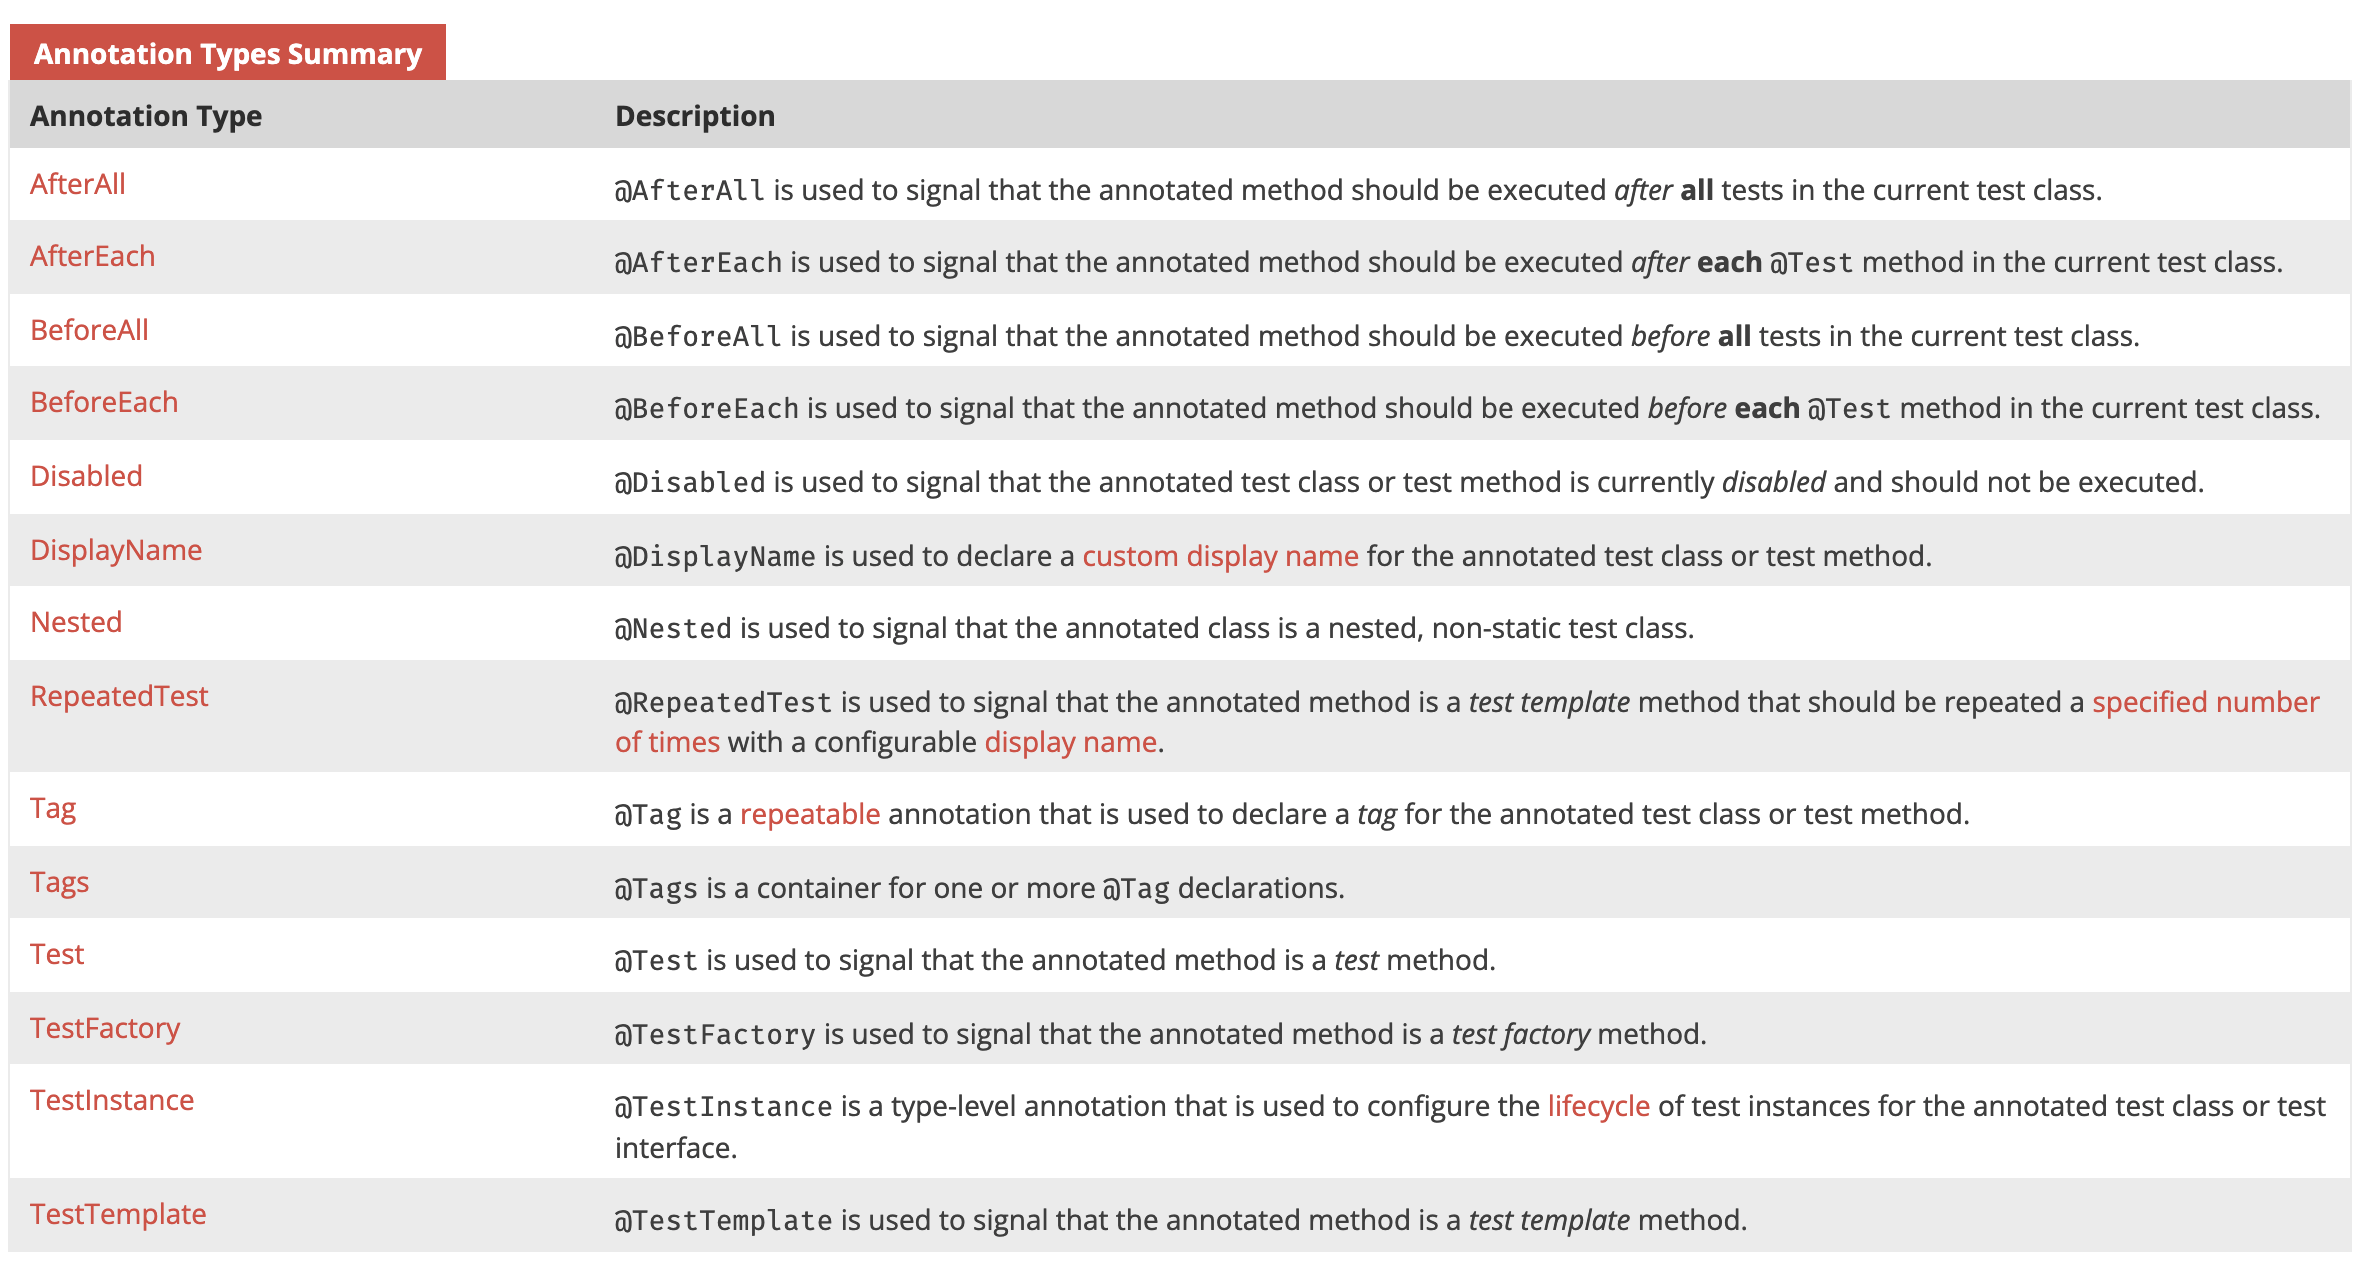 Annotation Types Summary
Annotation Type Description
AfterAll @AfterAll is used to signal that the annotated method should be executed after all tests in the current test class.
AfterEach @AfterEach is used to signal that the annotated method should be executed after each @Test method in the current test class.
BeforeAll @BeforeAll is used to signal that the annotated method should be executed before all tests in the current test class.
BeforeEach @BeforeEach is used to signal that the annotated method should be executed before each @Test method in the current test class.
Disabled @Disabled is used to signal that the annotated test class or test method is currently disabled and should not be executed.
DisplayName @DisplayName is used to declare a custom display name for the annotated test class or test method.
Nested @Nested is used to signal that the annotated class is a nested, non-static test class.
RepeatedTest @RepeatedTest is used to signal that the annotated method is a test template method that should be repeated a specified number
of times with a configurable display name.
Tag @Tag is a repeatable annotation that is used to declare a tag for the annotated test class or test method.
Tags @Tags is a container for one or more @Tag declarations.
Test @Test is used to signal that the annotated method is a test method.
TestFactory @TestFactory is used to signal that the annotated method is a test factory method.
TestInstance @TestInstance is a type-level annotation that is used to configure the lifecycle of test instances for the annotated test class or test
interface.
TestTemplate @TestTemplate is used to signal that the annotated method is a test template method.